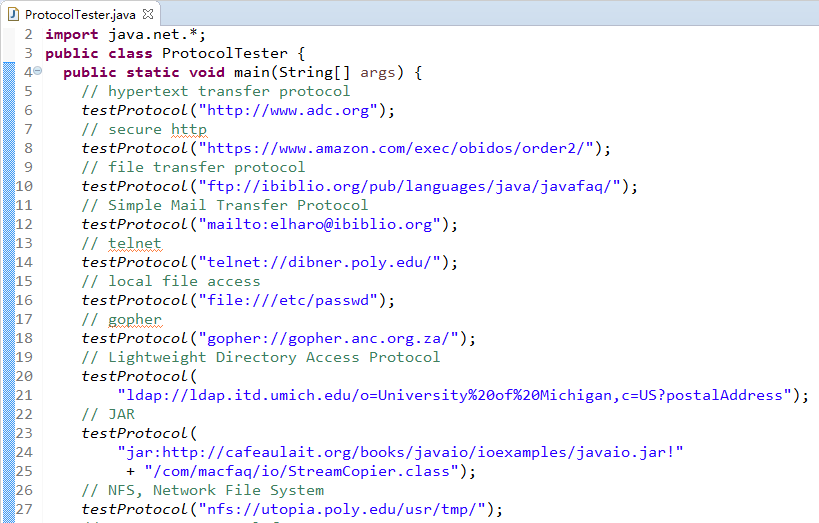 ProtocolTester.java
2 import java.net.*;
3 public class ProtocolTester {
4 public static void main(String[] args) {
5 // hypertext transfer protocol
6 testProtocol("http://www.adc.org");
7 // secure http
8 testProtocol("https://www.amazon.com/exec/obidos/order2/");
9 // file transfer protocol
10 testProtocol("ftp://ibiblio.org/pub/languages/java/javafaq/");
11 // Simple Mail Transfer Protocol
12 testProtocol("mailto:elharo@ibiblio.org");
13 // telnet
14 testProtocol("telnet://dibner.poly.edu/");
15 // local file access
16 testProtocol("file:///etc/passwd");
17 // gopher
18 testProtocol("gopher://gopher.anc.org.za/");
19 // Lightweight Directory Access Protocol
20 testProtocol(
21 "ldap://ldap.itd.umich.edu/o=University%20of%20Michigan,c=US?postalAddress");
22 // JAR
23 testProtocol(
24 "jar:http://cafeaulait.org/books/javaio/ioexamples/javaio.jar!"
25 + "/com/macfaq/io/StreamCopier.class");
26 // NFS, Network File System
27 testProtocol("nfs://utopia.poly.edu/usr/tmp/");